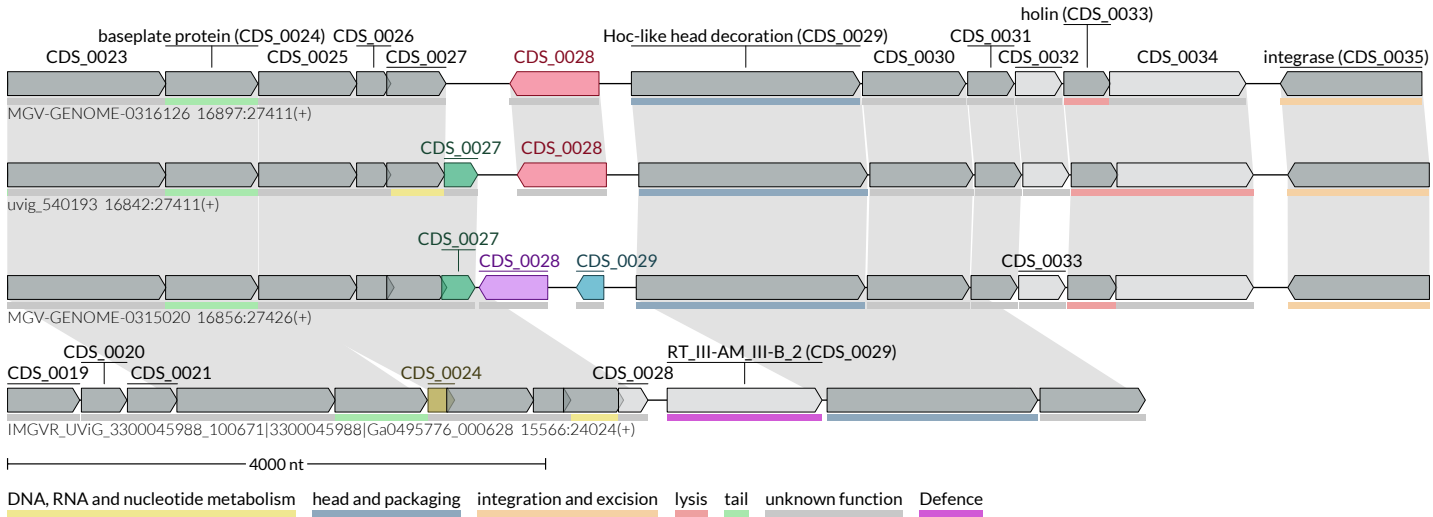 holin (CDS_0033)
baseplate protein (CDS_0024) CDS_0026 Hoc-like head decoration (CDS_0029) CDS_0031
CDS_0023 CDS_0025 CDS_0027 CDS_0028 CDS_0030 CDS_0032 CDS_0034 integrase (CDS_0035)
MGV-GENOME-0316126 16897:27411(+)
CDS_0027 CDS_0028
uvig_540193 16842:27411(+)
CDS_0027
CDS_0028 CDS_0029 CDS_0033
MGV-GENOME-0315020 16856:27426(+)
CDS_0020 RT_III-AM_III-B_2 (CDS_0029)
CDS_0019 CDS_0021 CDS_0024 CDS_0028
IMGVR_UViG_3300045988_100671|3300045988|Ga0495776_000628 15566:24024(+)
4000 nt
DNA, RNA and nucleotide metabolism head and packaging integration and excision lysis tail unknown function Defence